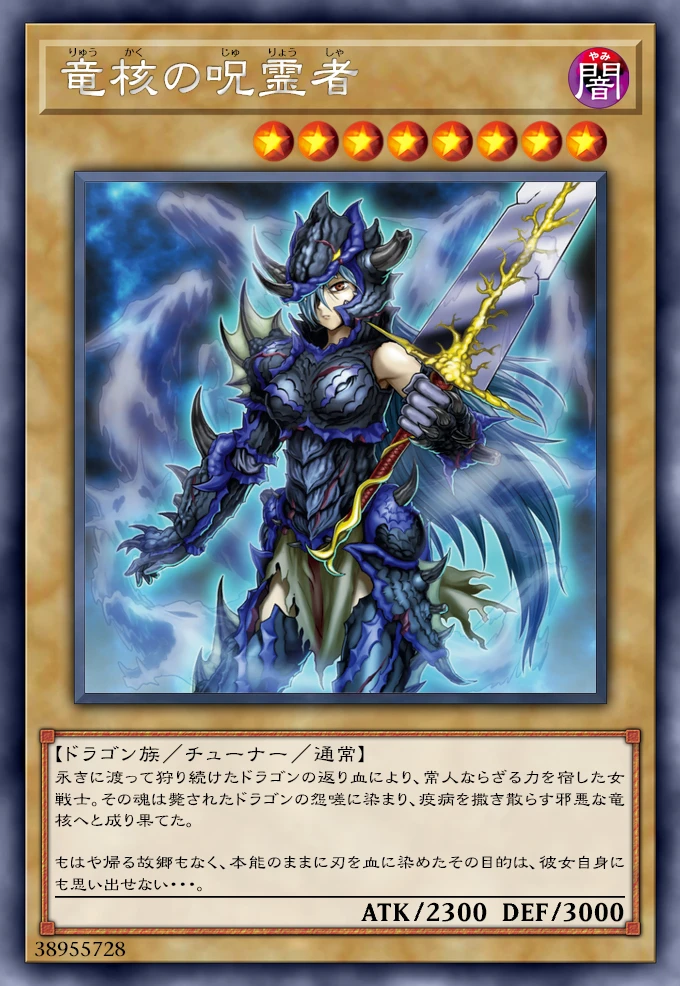 りゅう かく じゅ りょう しゃ
竜核の呪霊者
やみ
闇
【ドラゴン族／チューナー／通常】
永きに渡って狩り続けたドラゴンの返り血により、常人ならざる力を宿した女
戦士。その魂は斃されたドラゴンの怨嗟に染まり、疫病を撒き散らす邪悪な竜
核へと成り果てた。
もはや帰る故郷もなく、本能のままに刃を血に染めたその目的は、彼女自身に
も思い出せない・・・。
ATK/2300 DEF/3000
38955728